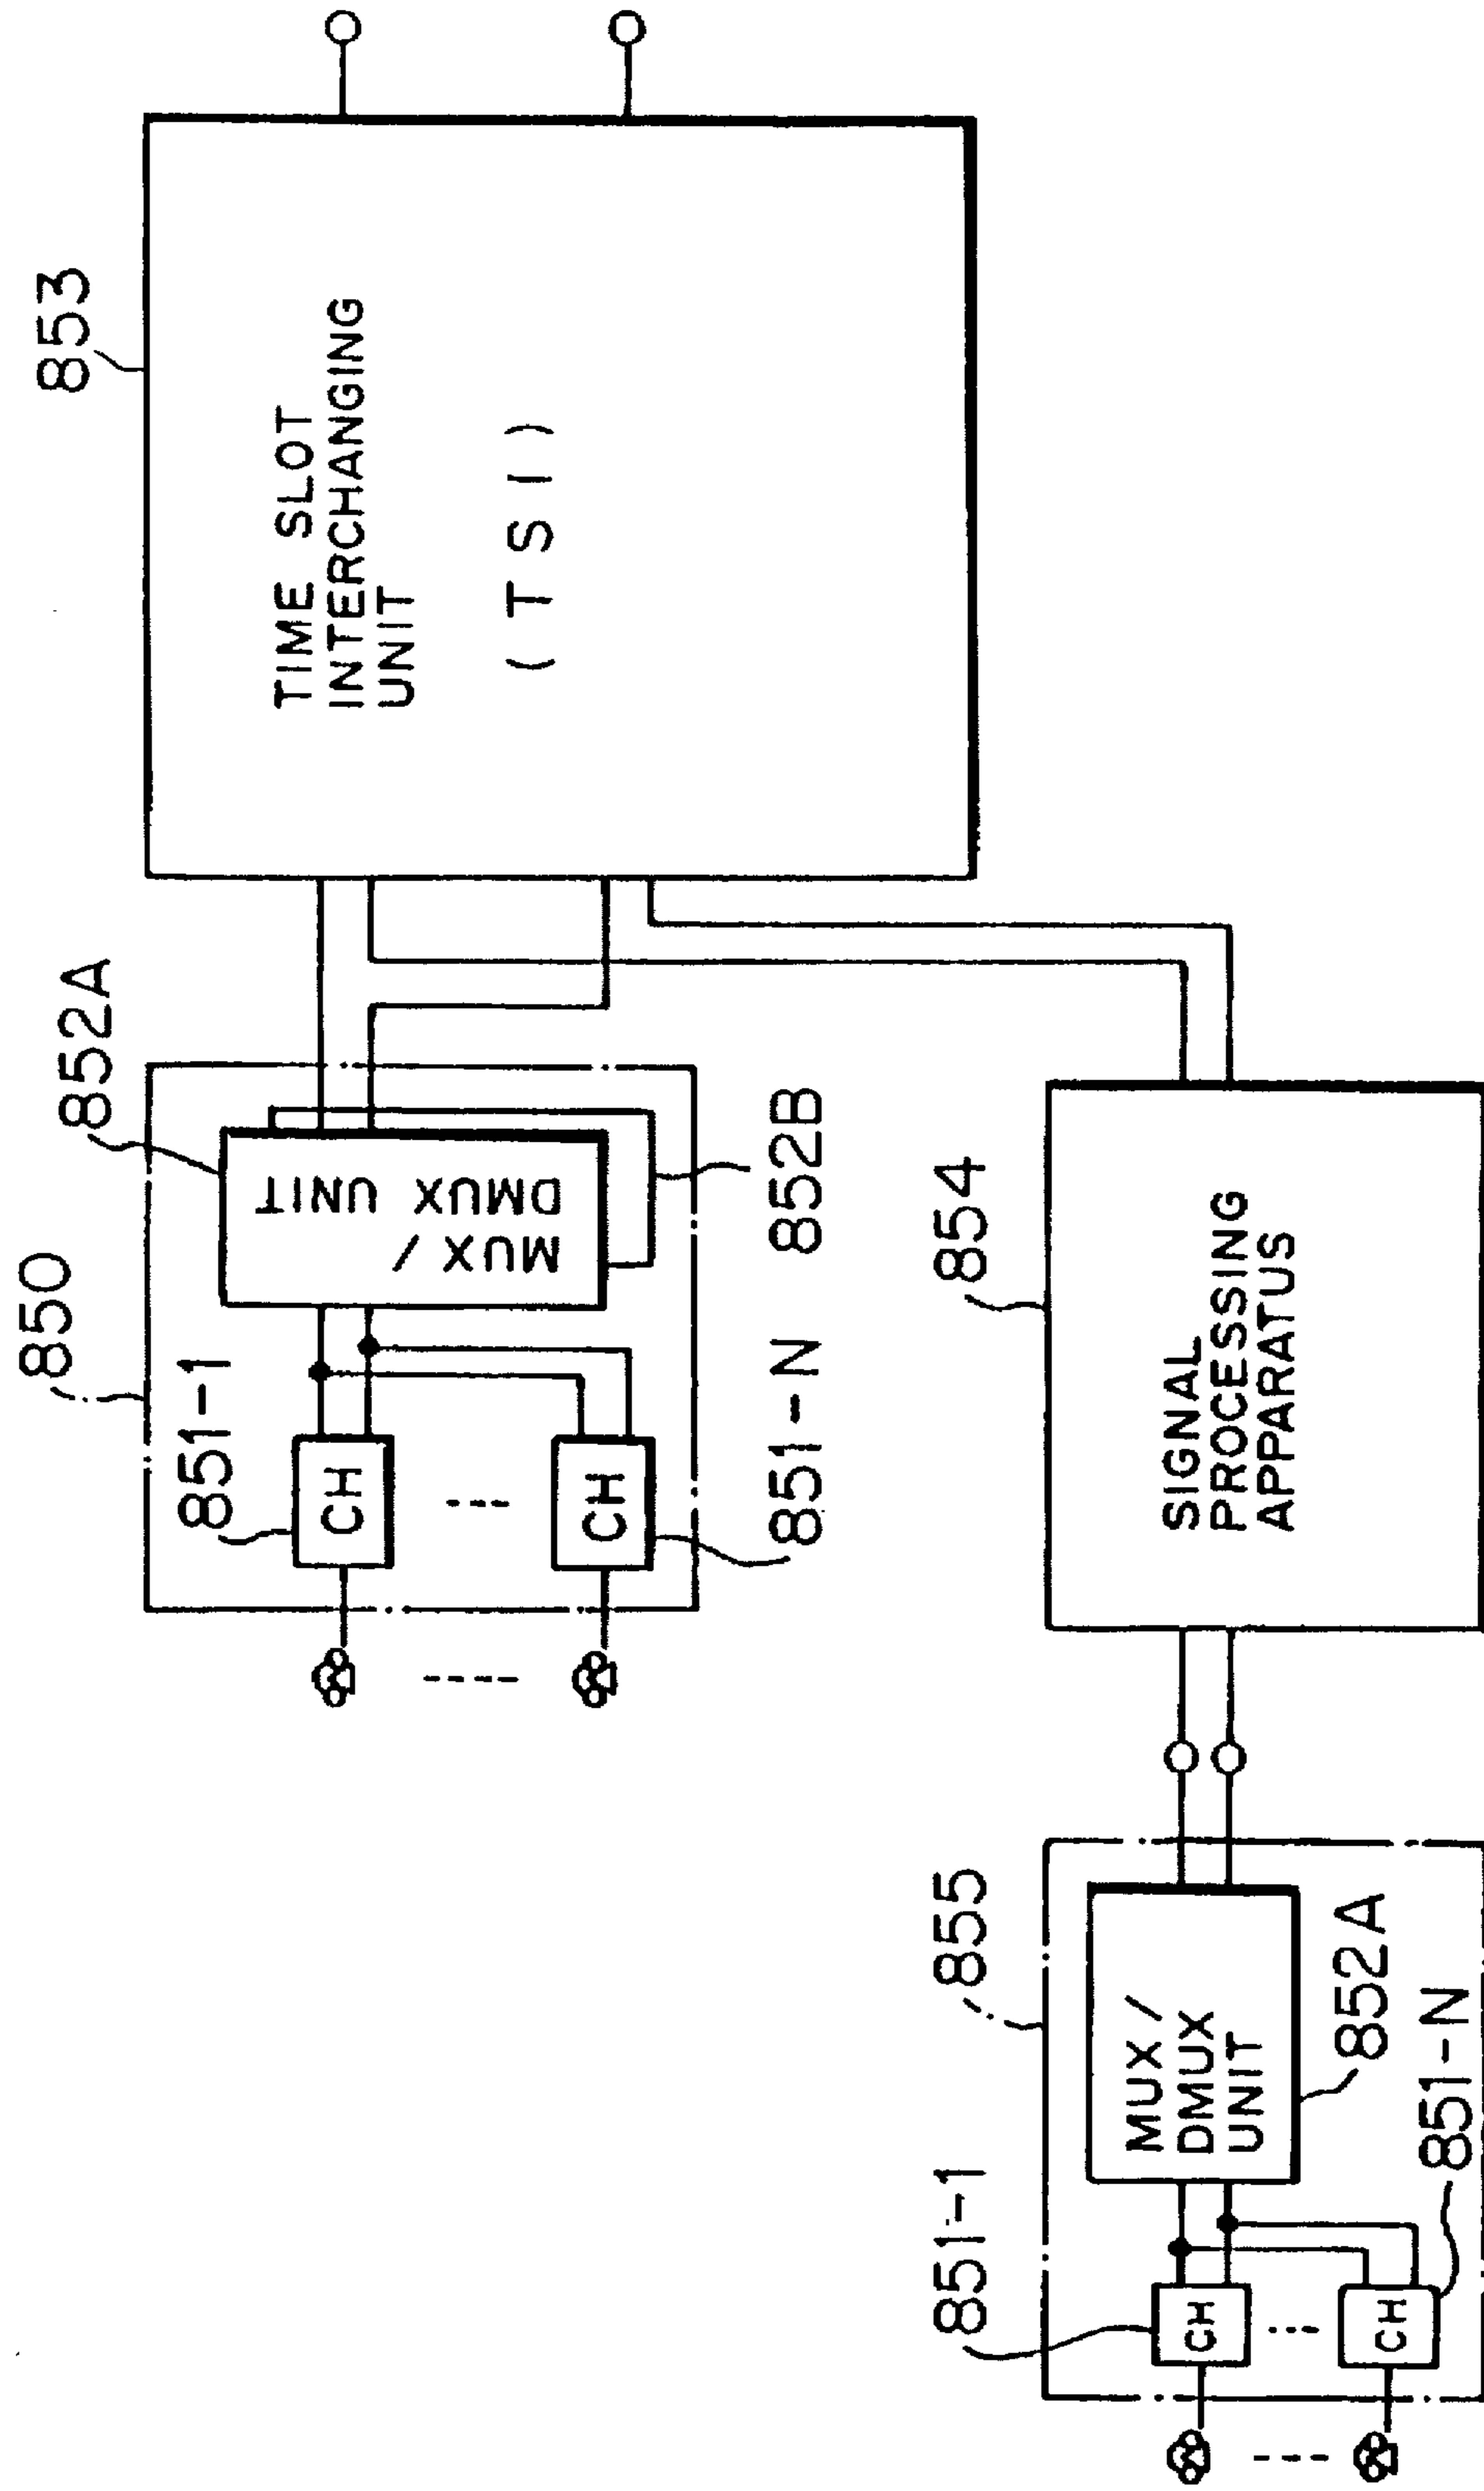 850
851-1
CH
CH
851-N
852A
MUX /
DMUX UNIT
852B
853
TIME SLOT
INTERCHANGING
UNIT
( T S I )
854
SIGNAL
PROCESSING
APPARATUS
855
851-1
CH
CH
851-N
MUX /
DMUX
UNIT
852A